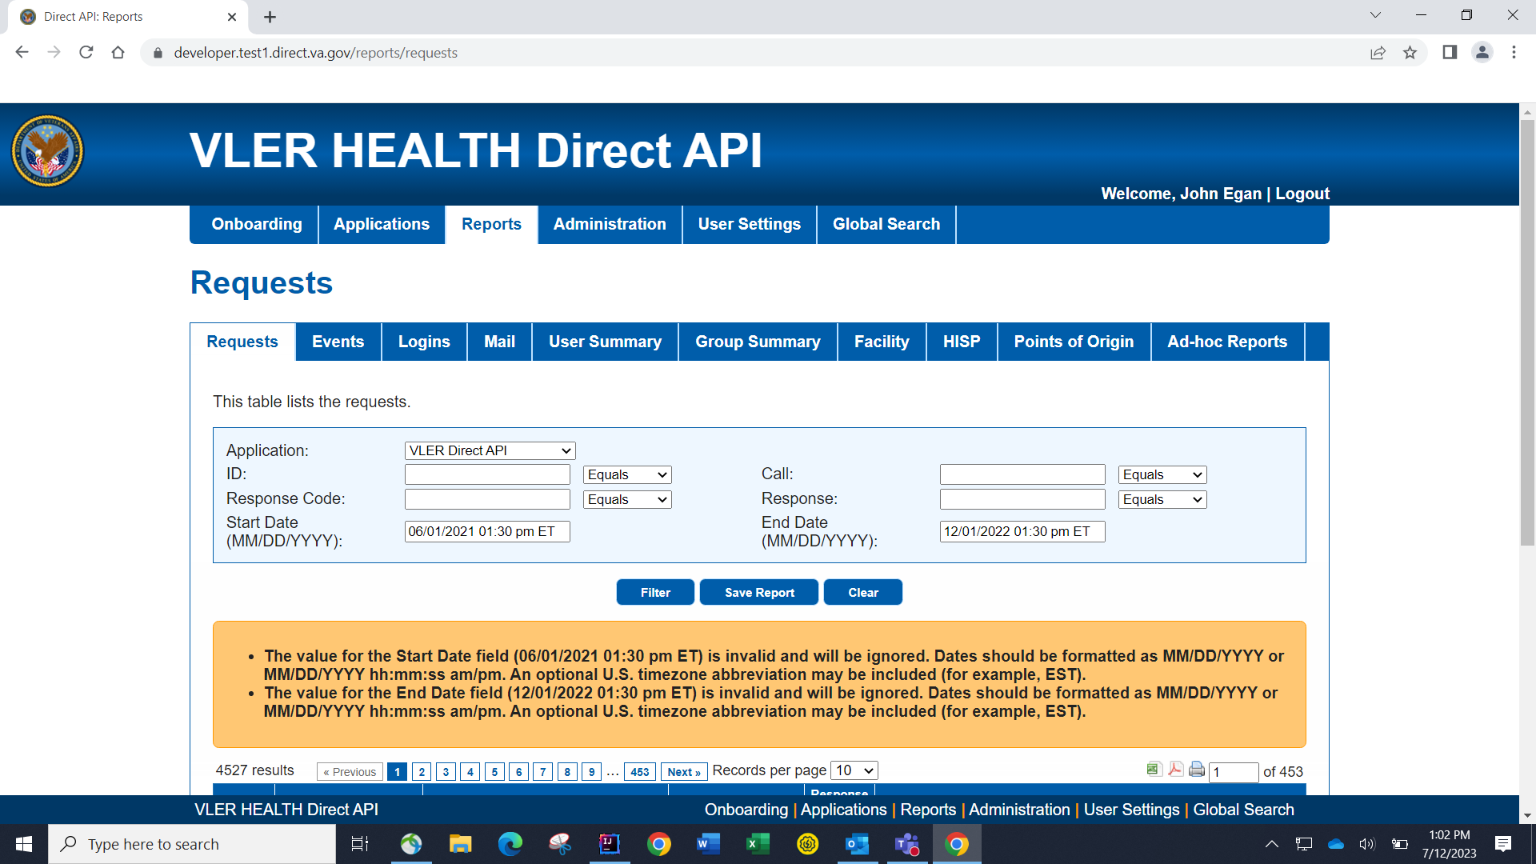 Direct API: Reports
developer.test1.direct.va.gov/reports/requests
VLER HEALTH Direct API
Welcome, John Egan | Logout
Onboarding Applications Reports Administration User Settings Global Search
Requests
Requests Events Logins Mail User Summary Group Summary Facility HISP Points of Origin Ad-hoc Reports
This table lists the requests.
Application: VLER Direct API
ID: Equals Call: Equals
Response Code: Equals Response: Equals
Start Date (MM/DD/YYYY): 06/01/2021 01:30 pm ET End Date (MM/DD/YYYY): 12/01/2022 01:30 pm ET
Filter Save Report Clear
• The value for the Start Date field (06/01/2021 01:30 pm ET) is invalid and will be ignored. Dates should be formatted as MM/DD/YYYY or
MM/DD/YYYY hh:mm:ss am/pm. An optional U.S. timezone abbreviation may be included (for example, EST).
• The value for the End Date field (12/01/2022 01:30 pm ET) is invalid and will be ignored. Dates should be formatted as MM/DD/YYYY or
MM/DD/YYYY hh:mm:ss am/pm. An optional U.S. timezone abbreviation may be included (for example, EST).
4527 results « Previous 1 2 3 4 5 6 7 8 9 ... 453 Next » Records per page 10 1 of 453
Response
VLER HEALTH Direct API Onboarding | Applications | Reports | Administration | User Settings | Global Search
Type here to search
1:02 PM
7/12/2023